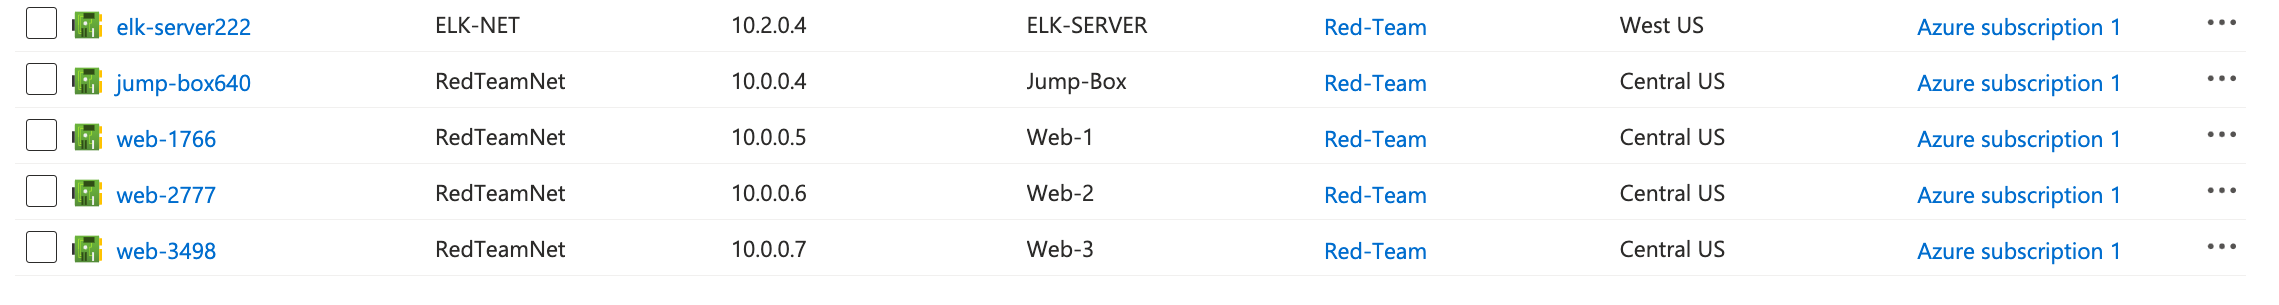 elk-server222 ELK-NET 10.2.0.4 ELK-SERVER Red-Team West US Azure subscription 1 •••
jump-box640 RedTeamNet 10.0.0.4 Jump-Box Red-Team Central US Azure subscription 1 •••
web-1766 RedTeamNet 10.0.0.5 Web-1 Red-Team Central US Azure subscription 1 •••
web-2777 RedTeamNet 10.0.0.6 Web-2 Red-Team Central US Azure subscription 1 •••
web-3498 RedTeamNet 10.0.0.7 Web-3 Red-Team Central US Azure subscription 1 •••